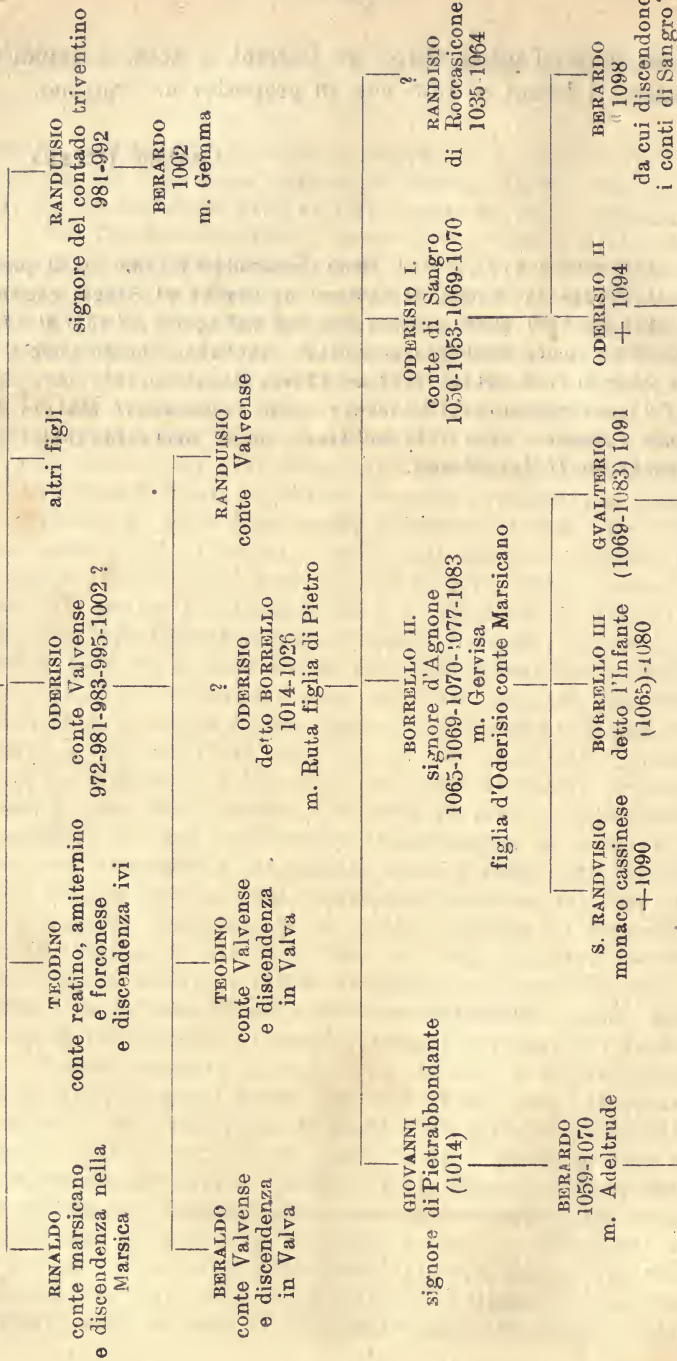 RINALDO
conte marsicano
e discendenza nella
Marsica
TEODINO
conte reatino, amiternino
e forconese
e discendenza ivi
ODERISIO
conte Valvense
972-981-983-995-1002 ?
altri figli
RANDUISIO
signore del contado triventino
981-992
BERARDO
1002
m. Gemma
BERALDO
conte Valvense
e discendenza
in Valva
TEODINO
conte Valvense
e discendenza
in Valva
?
ODERISIO
detto BORRELLO
1014-1026
m. Ruta figlia di Pietro
RANDUISIO
conte Valvense
GIOVANNI
signore di Pietrabbondante
(1014)
BORRELLO II.
signore d'Agnone
1065-1069-1070-1077-1083
m. Gervisa
figlia d'Oderisio conte Marsicano
ODERISIO I.
conte di Sangro
1050-1053-1069-1070
?
RANDISIO
di Roccasicone
1035-1064
BERARDO
1059-1070
m. Adeltrude
S. RANDVISIO
monaco cassinese
+1090
BORRELLO III
detto l'Infante
(1065)-1080
GVALTERIO
(1069-1083) 1091
ODERISIO II
+ 1094
BERARDO
1098
da cui discendono
i conti di Sangro